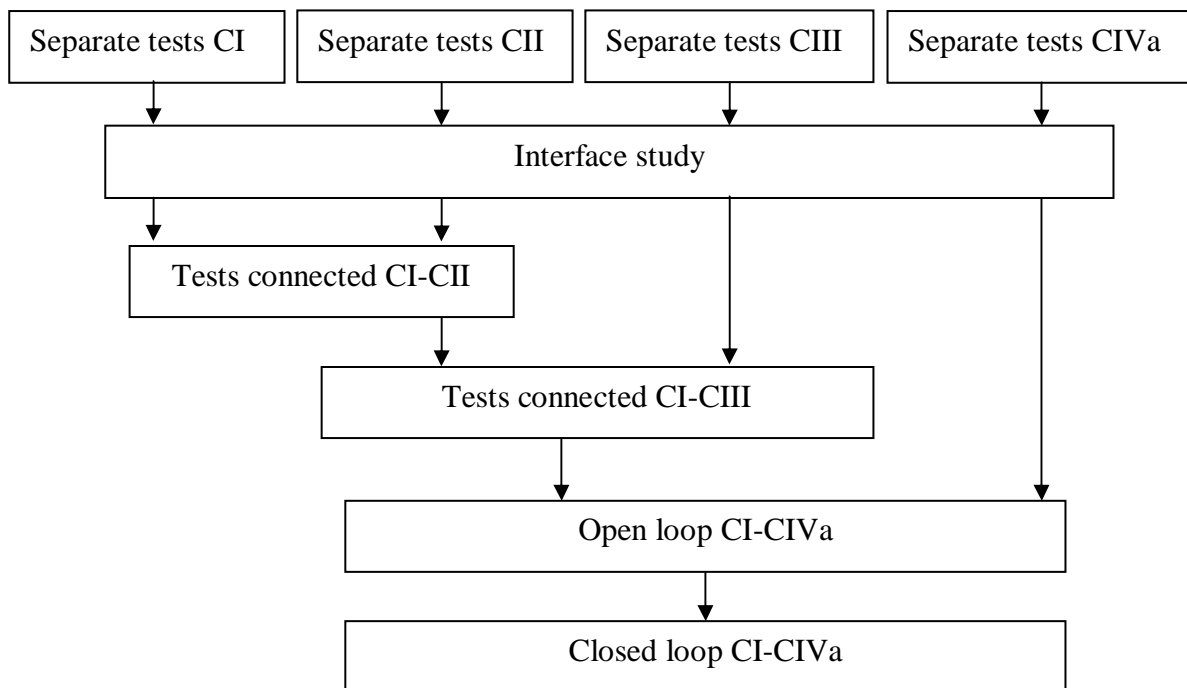 Separate tests CI
Separate tests CII
Separate tests CIII
Separate tests CIVa
Interface study
Tests connected CI-CII
Tests connected CI-CIII
Open loop CI-CIVa
Closed loop CI-CIVa